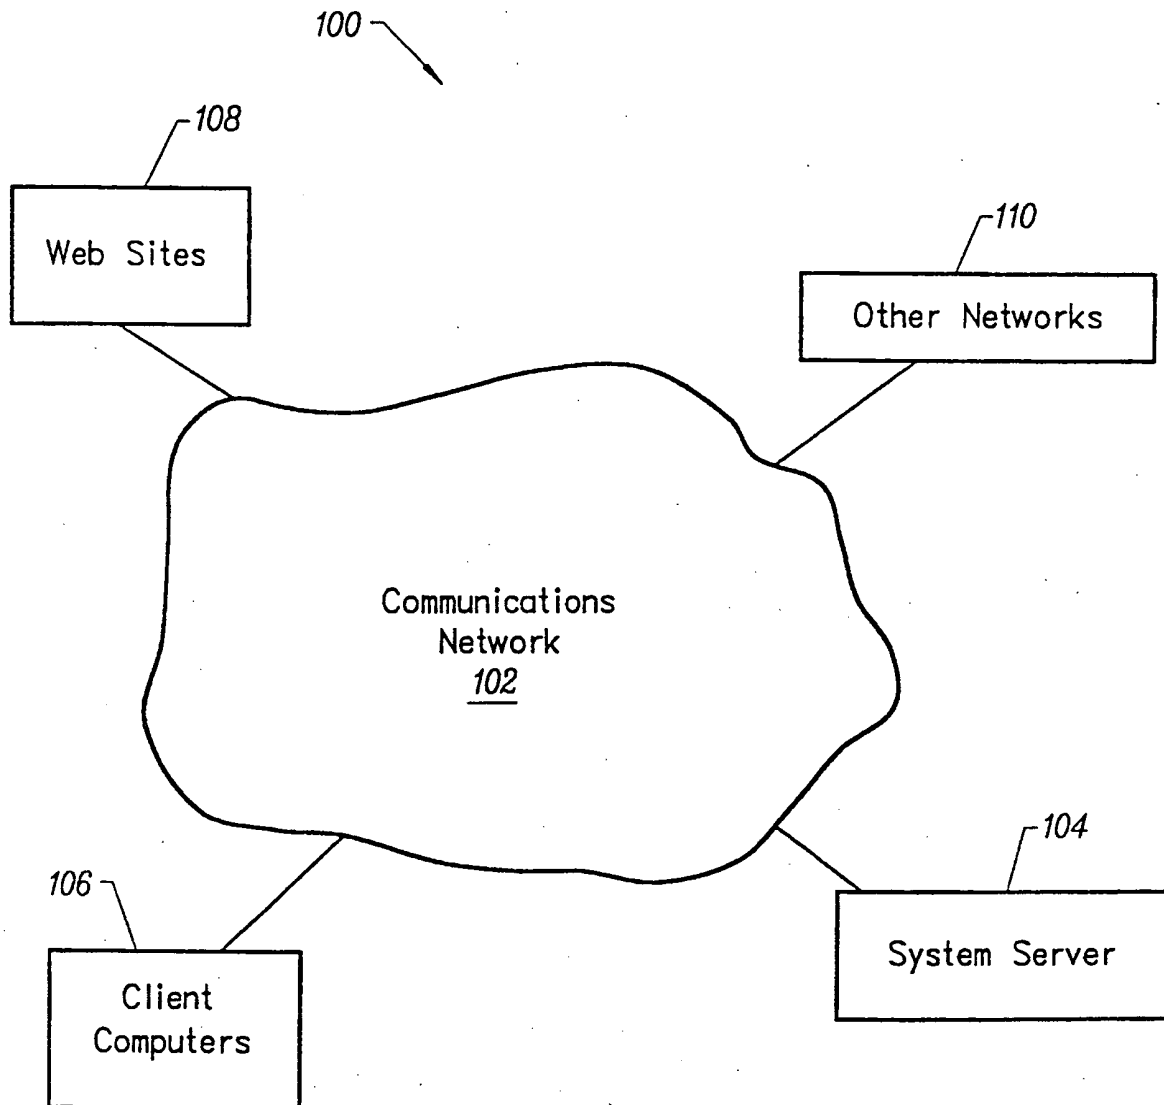 100
108
Web Sites
110
Other Networks
Communications
Network
102
104
System Server
106
Client
Computers